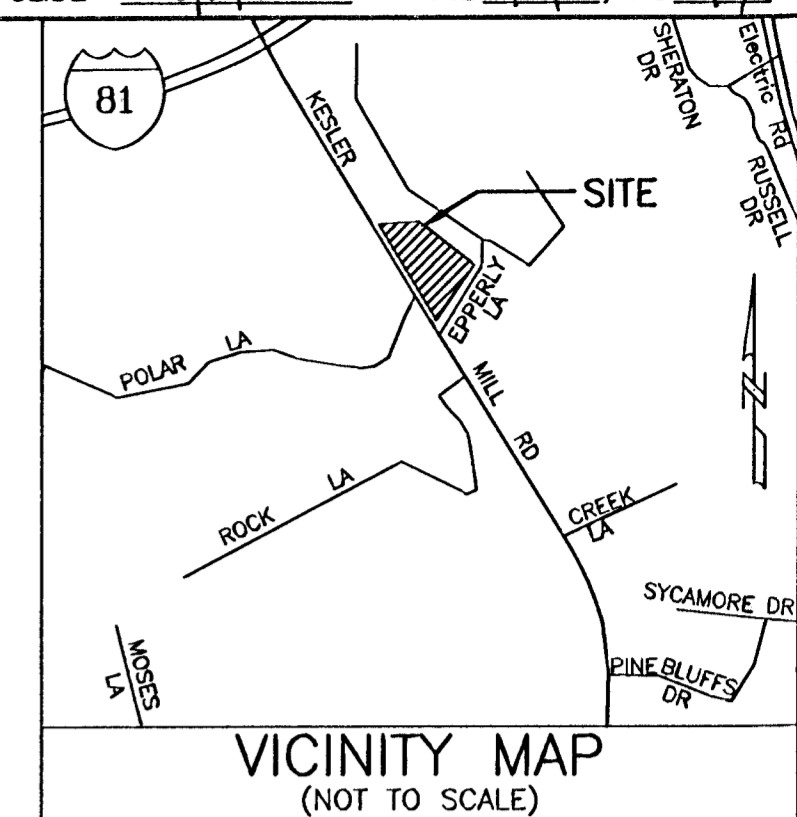 81
KESLER
SHERATON
DR
Electric Rd
RUSSELL
DR
SITE
EPPERLY
LA
POLAR LA
MILL
RD
ROCK LA
CREEK
LA
SYCAMORE DR
MOSES
LA
PINE BLUFFS
DR
N
VICINITY MAP
(NOT TO SCALE)